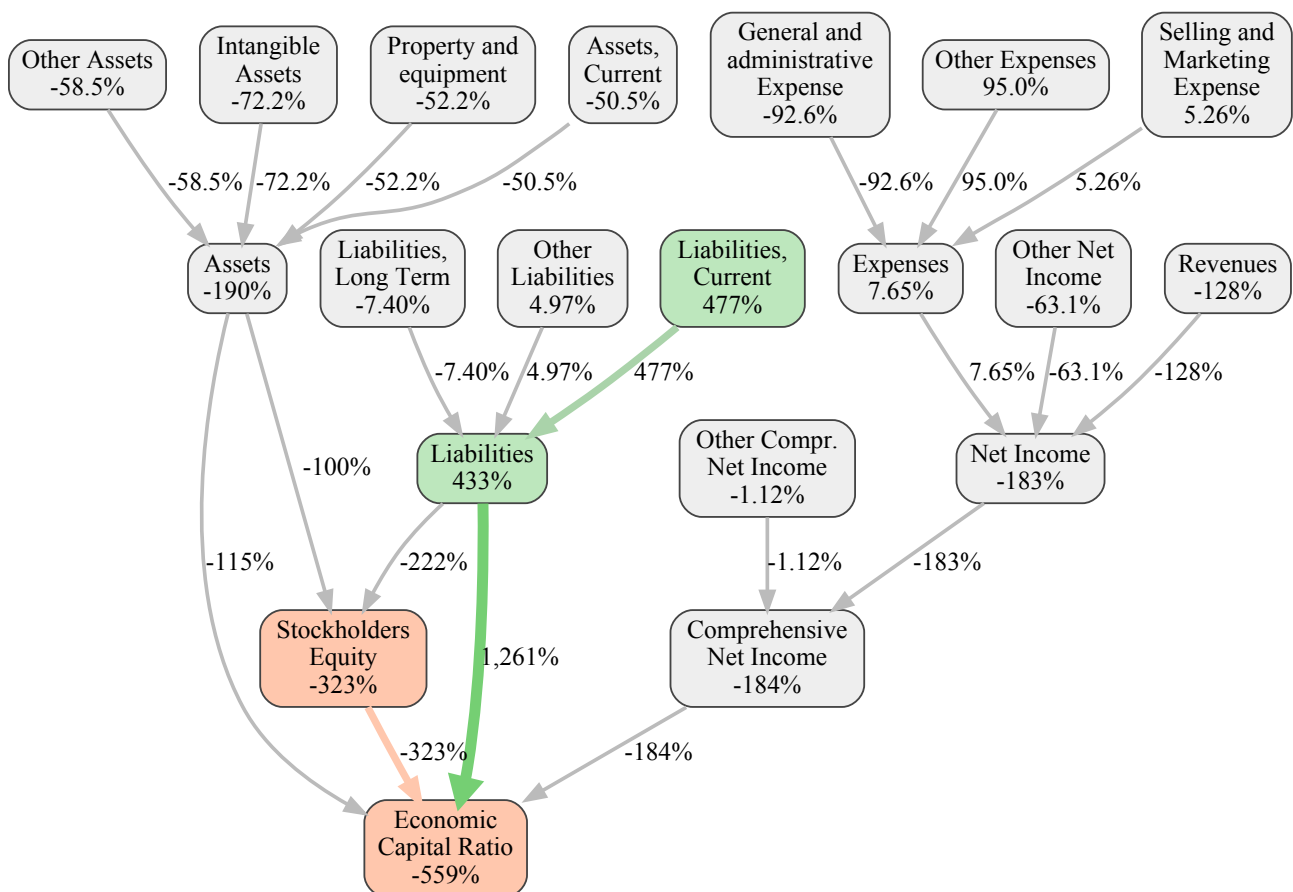 Other Assets
-58.5%
Intangible
Assets
-72.2%
Property and
equipment
-52.2%
Assets,
Current
-50.5%
General and
administrative
Expense
-92.6%
Other Expenses
95.0%
Selling and
Marketing
Expense
5.26%
-58.5%
-72.2%
-52.2%
-50.5%
-92.6%
95.0%
5.26%
Assets
-190%
Liabilities,
Long Term
-7.40%
Other
Liabilities
4.97%
Liabilities,
Current
477%
Expenses
7.65%
Other Net
Income
-63.1%
Revenues
-128%
-7.40%
4.97%
477%
7.65%
-63.1%
-128%
-100%
Liabilities
433%
Other Compr.
Net Income
-1.12%
Net Income
-183%
-115%
-222%
-1.12%
-183%
Stockholders
Equity
-323%
1,261%
Comprehensive
Net Income
-184%
-323%
-184%
Economic
Capital Ratio
-559%